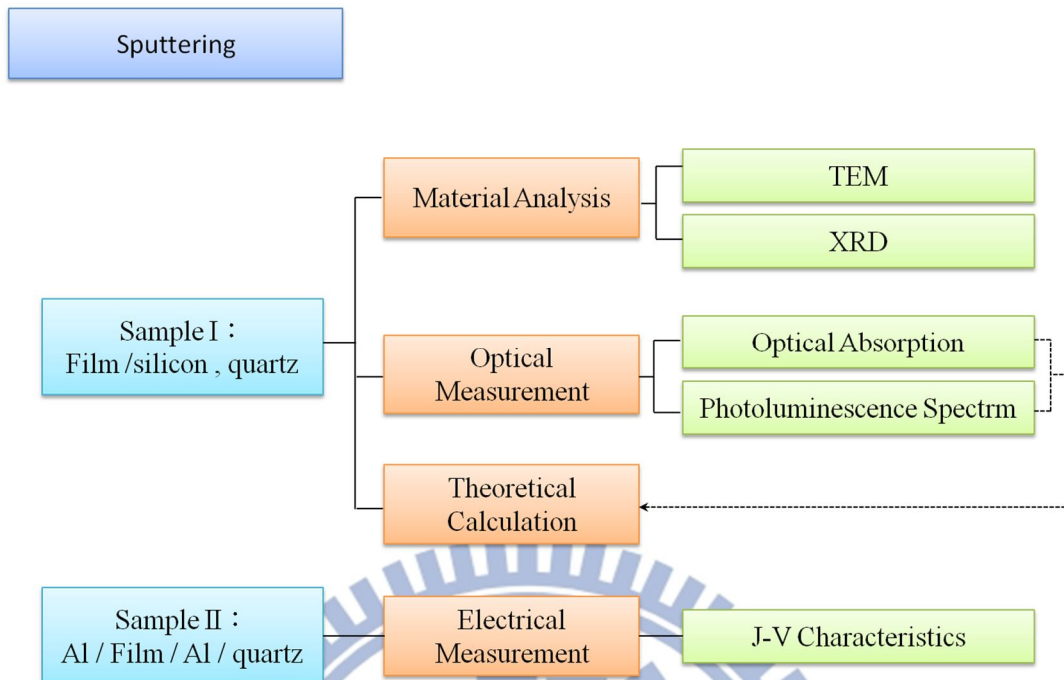 Sputtering
Material Analysis
TEM
XRD
Sample I：
Film /silicon , quartz
Optical
Measurement
Optical Absorption
Photoluminescence Spectrm
Theoretical
Calculation
Sample II：
Al / Film / Al / quartz
Electrical
Measurement
J-V Characteristics